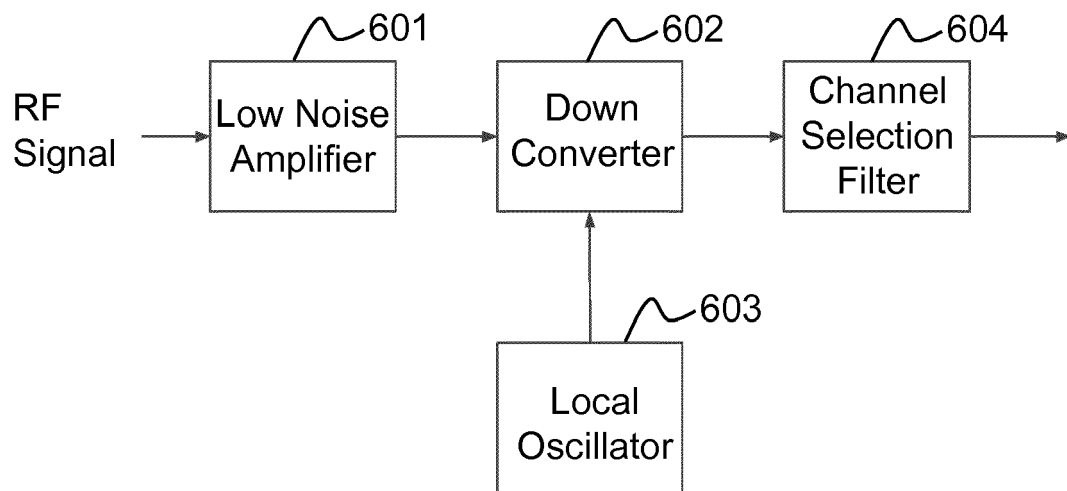 601
602
604
RF
Signal
Low Noise
Amplifier
Down
Converter
Channel
Selection
Filter
603
Local
Oscillator